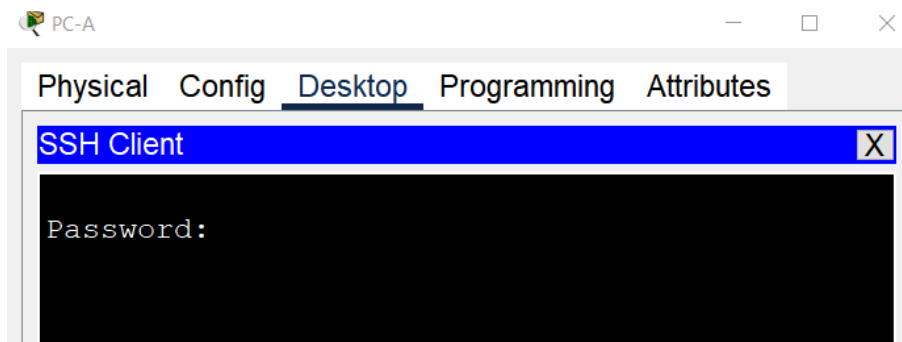 PC-A
Physical Config Desktop Programming Attributes
SSH Client X
Password: